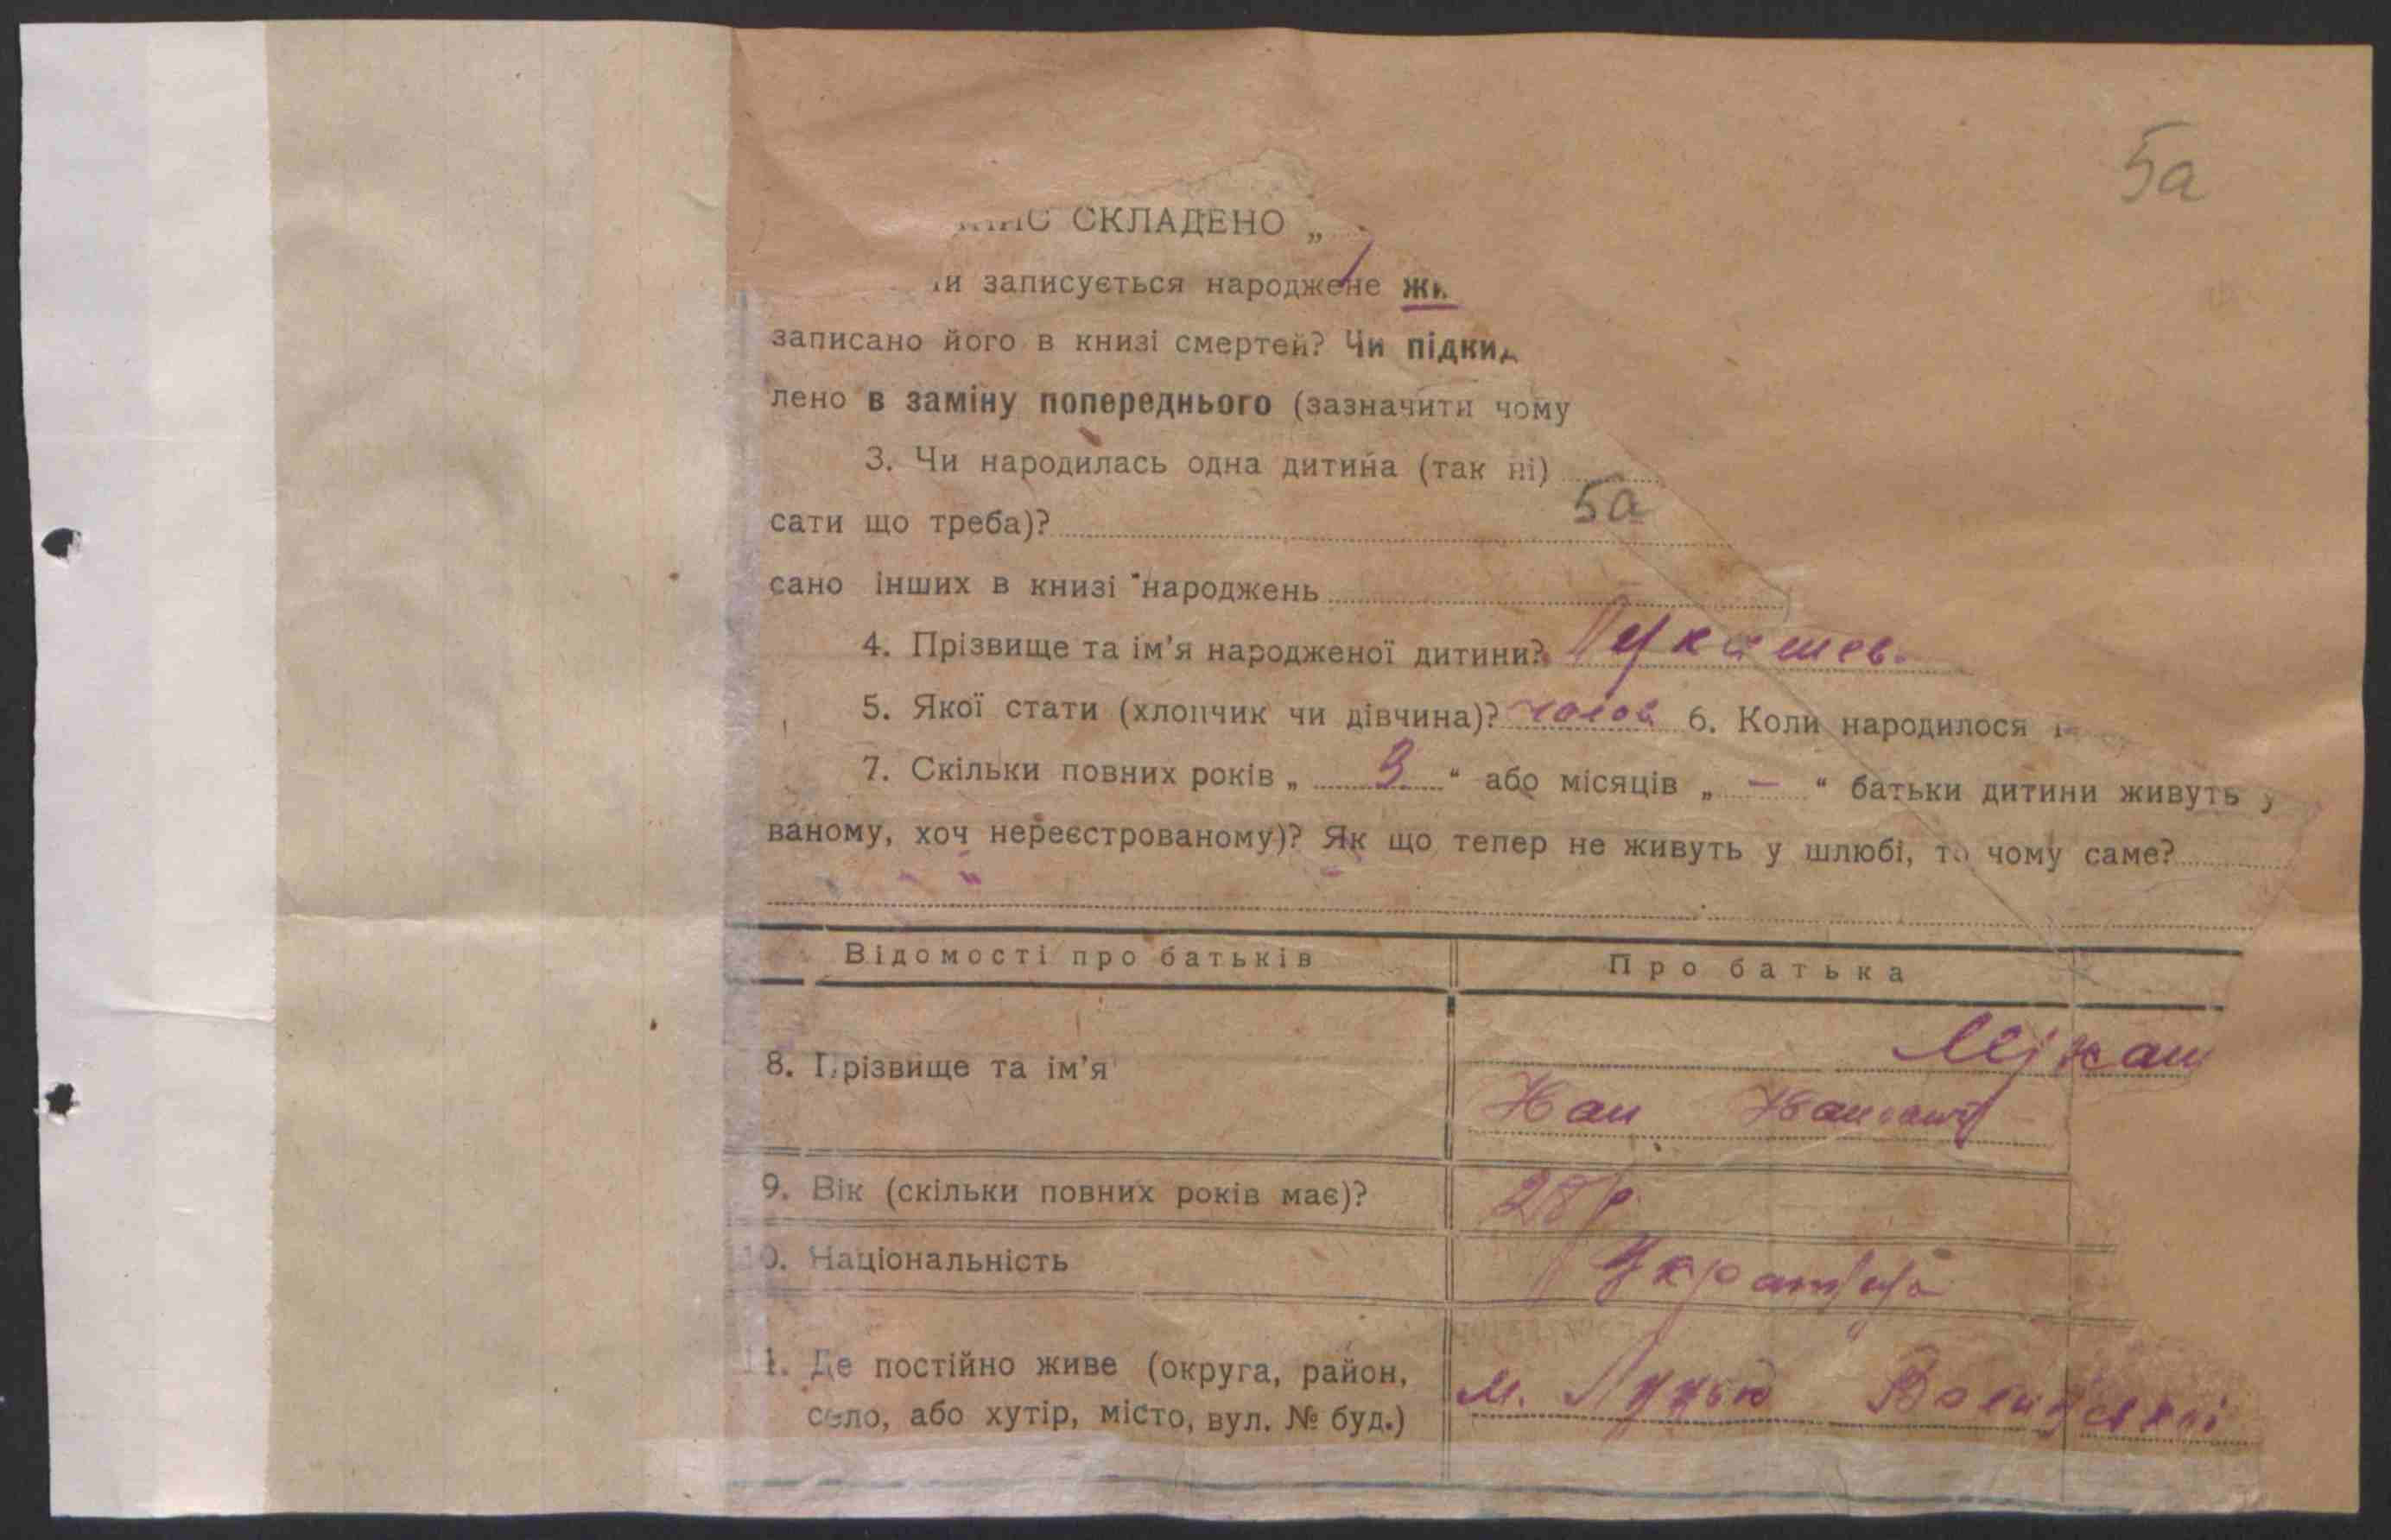 5а
СКЛАДЕНО „
и записується народжене жи
записано його в книзі смертей? Чи підки
лено в заміну попереднього (зазначити чому
3. Чи народилась одна дитина (так ні)
5а
сати що треба)?
сано інших в книзі народжень
4. Прізвище та ім'я народженої дитини?
5. Якої стати (хлопчик чи дівчина)? чолов 6. Коли народилося
7. Скільки повних років „ 3 “ або місяців „ — “ батьки дитини живуть у
ваному, хоч нереєстрованому)? Як що тепер не живуть у шлюбі, то чому саме?
Відомості про батьків Про батька
8. Прізвище та ім'я
9. Вік (скільки повних років має)? 28 р.
10. Національність
11. Де постійно живе (округа, район,
село, або хутір, місто, вул. № буд.) м. Луцьк